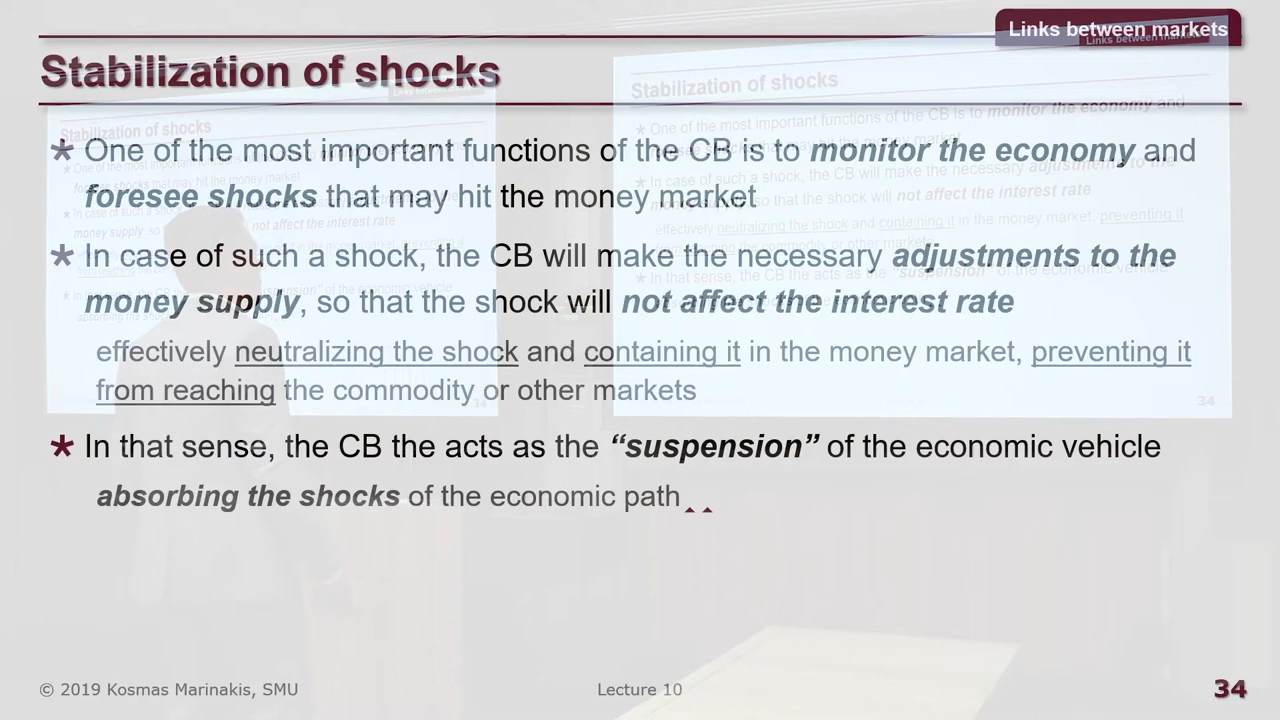 Links between markets
Stabilization of shocks
* One of the most important functions of the CB is to monitor the economy and
foresee shocks that may hit the money market
* In case of such a shock, the CB will make the necessary adjustments to the
money supply, so that the shock will not affect the interest rate
effectively neutralizing the shock and containing it in the money market, preventing it
from reaching the commodity or other markets
* In that sense, the CB the acts as the “suspension” of the economic vehicle
absorbing the shocks of the economic path
© 2019 Kosmas Marinakis, SMU
Lecture 10
34